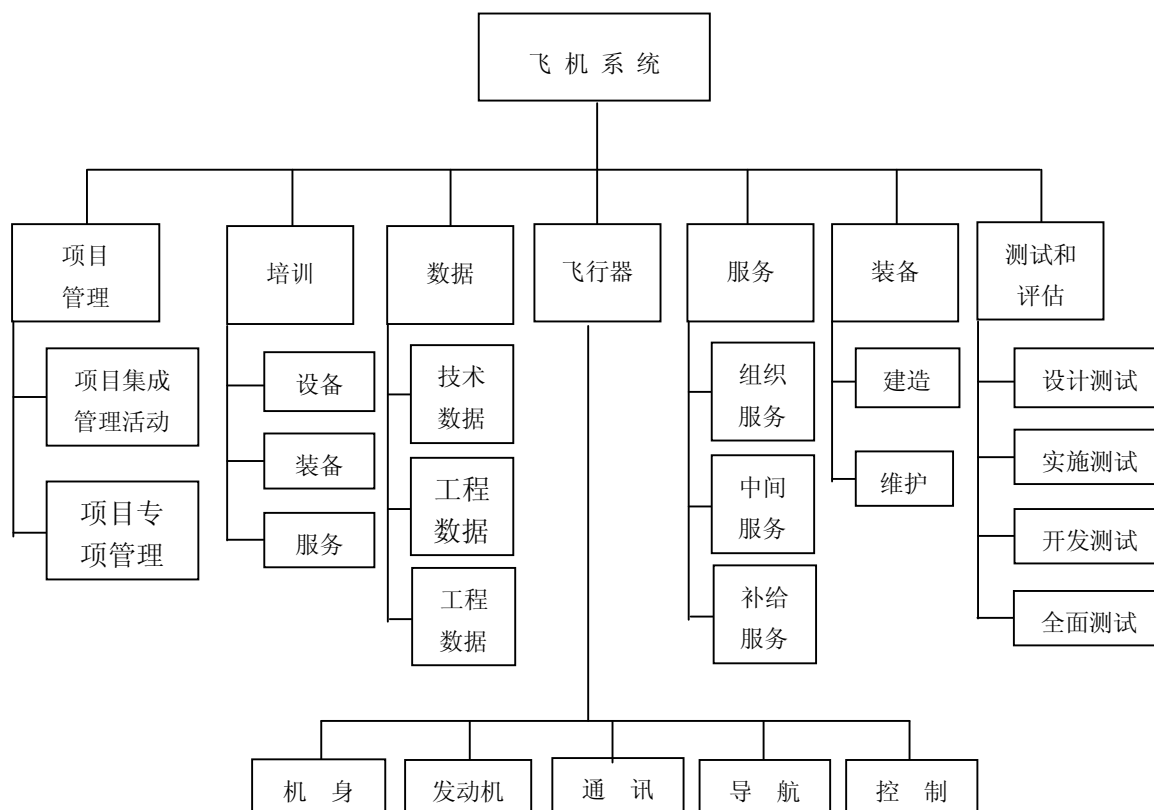 飞 机 系 统
项目
管理
培训
数据
飞行器
服务
装备
测试和
评估
项目集成
管理活动
项目专
项管理
设备
装备
服务
技术
数据
工程
数据
工程
数据
组织
服务
中间
服务
补给
服务
建造
维护
设计测试
实施测试
开发测试
全面测试
机 身
发动机
通 讯
导 航
控 制